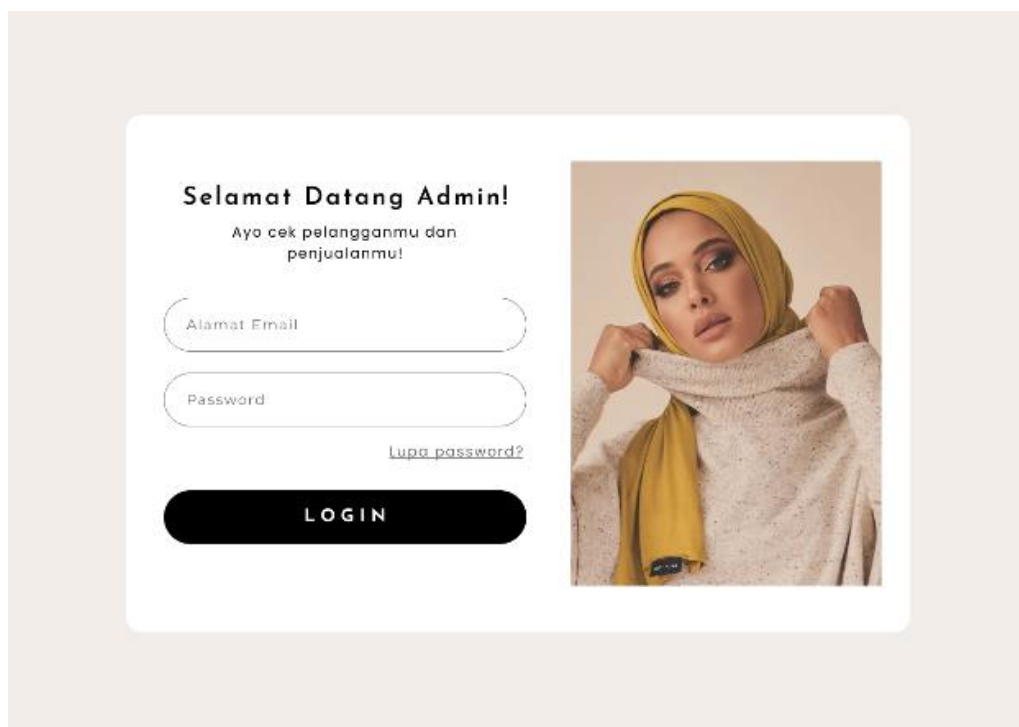 Selamat Datang Admin!
Ayo cek pelangganmu dan
penjualanmu!
Alamat Email
Password
Lupa password?
LOGIN